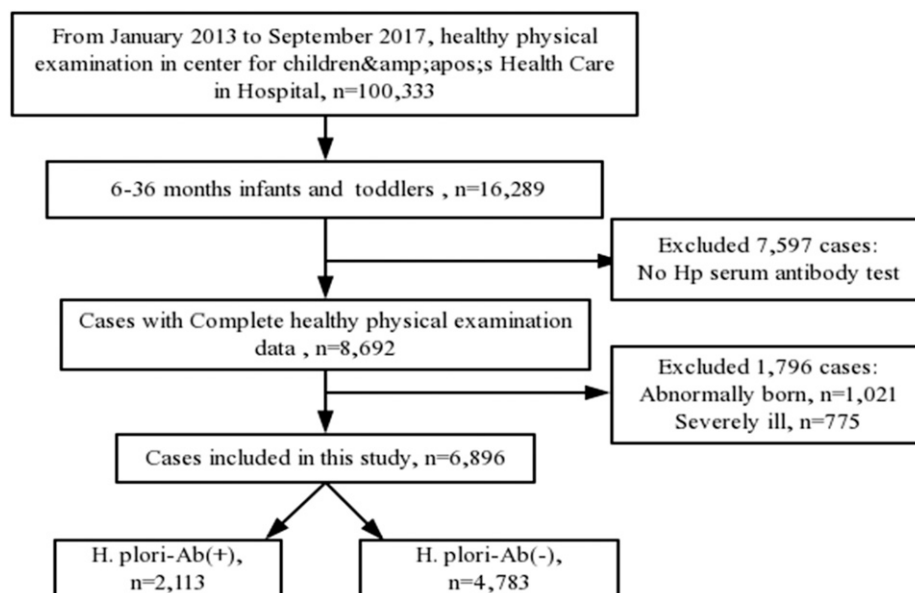 From January 2013 to September 2017, healthy physical
examination in center for children&amp;apos;s Health Care
in Hospital, n=100,333
6-36 months infants and toddlers , n=16,289
Excluded 7,597 cases:
No Hp serum antibody test
Cases with Complete healthy physical examination
data , n=8,692
Excluded 1,796 cases:
Abnormally born, n=1,021
Severely ill, n=775
Cases included in this study, n=6,896
H. plori-Ab(+),
n=2,113
H. plori-Ab(-),
n=4,783